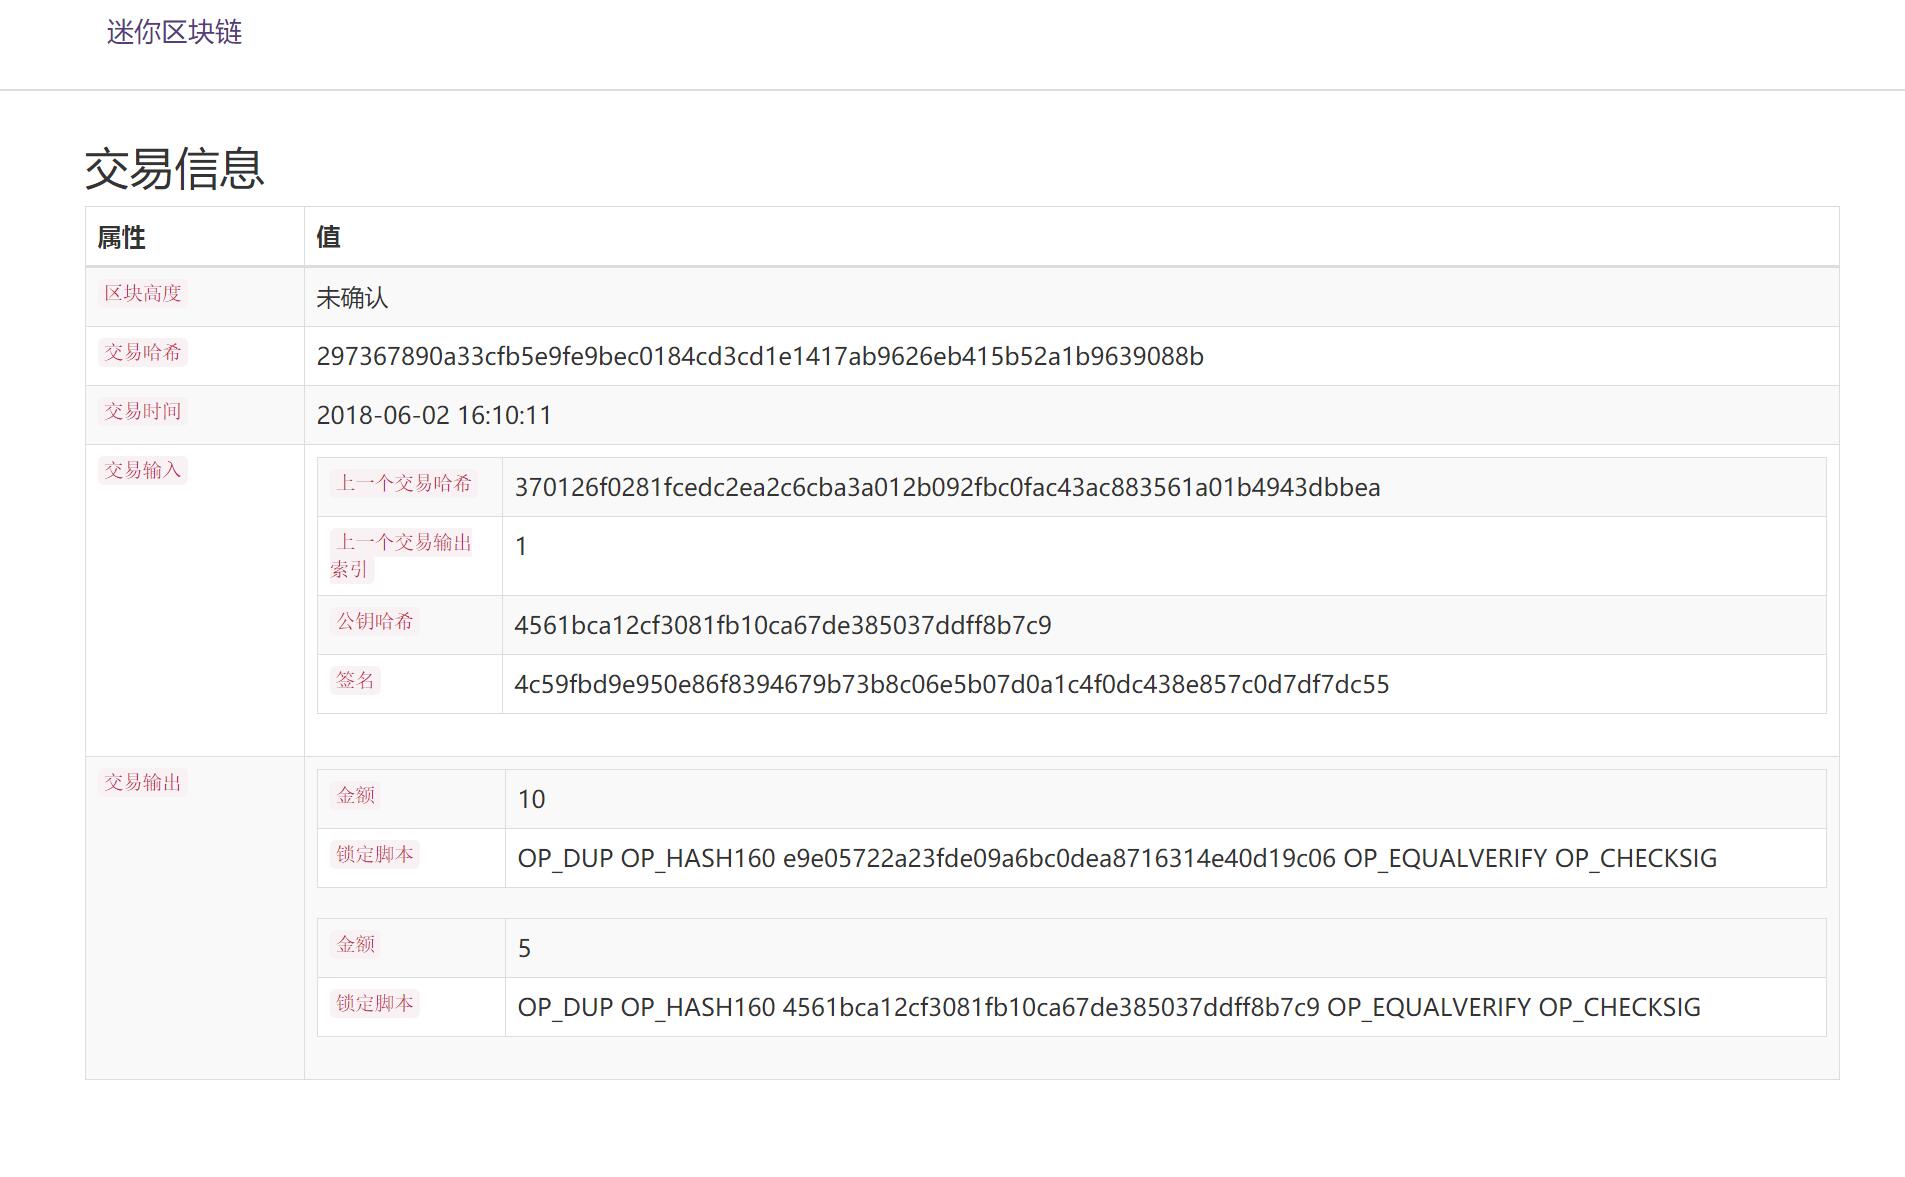 迷你区块链
交易信息
属性 值
区块高度 未确认
交易哈希 297367890a33cfb5e9fe9bec0184cd3cd1e1417ab9626eb415b52a1b9639088b
交易时间 2018-06-02 16:10:11
交易输入
上一个交易哈希 370126f0281fcedc2ea2c6cba3a012b092fbc0fac43ac883561a01b4943dbbea
上一个交易输出 1
索引
公钥哈希 4561bca12cf3081fb10ca67de385037ddff8b7c9
签名 4c59fbd9e950e86f8394679b73b8c06e5b07d0a1c4f0dc438e857c0d7df7dc55
交易输出
金额 10
锁定脚本 OP_DUP OP_HASH160 e9e05722a23fde09a6bc0dea8716314e40d19c06 OP_EQUALVERIFY OP_CHECKSIG
金额 5
锁定脚本 OP_DUP OP_HASH160 4561bca12cf3081fb10ca67de385037ddff8b7c9 OP_EQUALVERIFY OP_CHECKSIG